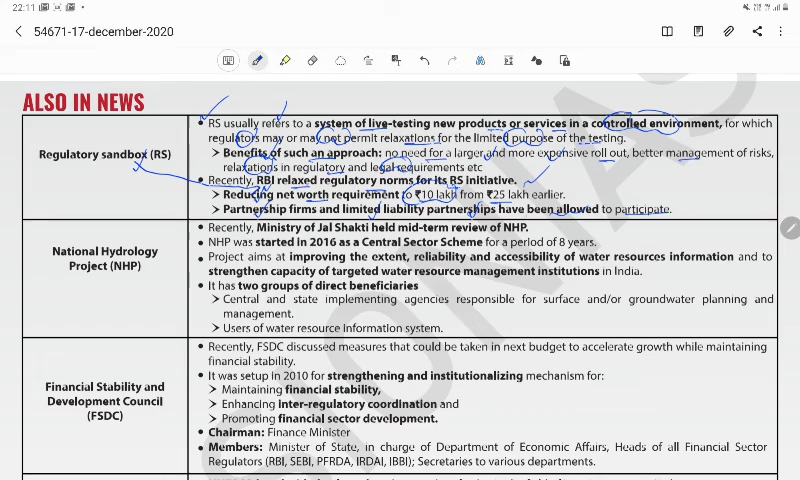 22:11
54671-17-december-2020
ALSO IN NEWS
Regulatory sandbox (RS)
• RS usually refers to a system of live-testing new products or services in a controlled environment, for which
regulators may or may not permit relaxations for the limited purpose of the testing.
➢ Benefits of such an approach: no need for a larger and more expensive roll out, better management of risks,
relaxations in regulatory and legal requirements etc
• Recently, RBI relaxed regulatory norms for its RS initiative.
➢ Reducing net worth requirement to ₹10 lakh from ₹25 lakh earlier.
➢ Partnership firms and limited liability partnerships have been allowed to participate.
National Hydrology
Project (NHP)
• Recently, Ministry of Jal Shakti held mid-term review of NHP.
• NHP was started in 2016 as a Central Sector Scheme for a period of 8 years.
• Project aims at improving the extent, reliability and accessibility of water resources information and to
strengthen capacity of targeted water resource management institutions in India.
• It has two groups of direct beneficiaries
➢ Central and state implementing agencies responsible for surface and/or groundwater planning and
management.
➢ Users of water resource Information system.
Financial Stability and
Development Council
(FSDC)
• Recently, FSDC discussed measures that could be taken in next budget to accelerate growth while maintaining
financial stability.
• It was setup in 2010 for strengthening and institutionalizing mechanism for:
➢ Maintaining financial stability,
➢ Enhancing inter-regulatory coordination and
➢ Promoting financial sector development.
• Chairman: Finance Minister
• Members: Minister of State, in charge of Department of Economic Affairs, Heads of all Financial Sector
Regulators (RBI, SEBI, PFRDA, IRDAI, IBBI); Secretaries to various departments.